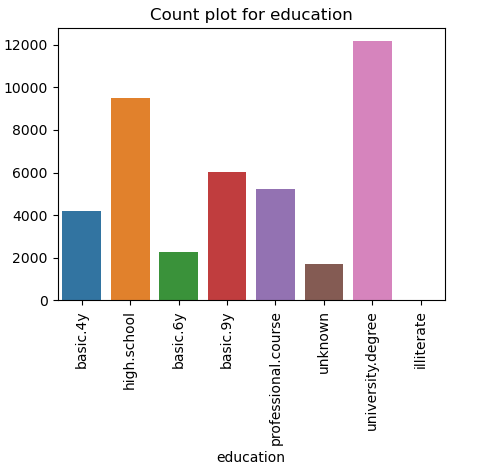 Count plot for education
12000
10000
8000
6000
4000
2000
0
basic.4y
high.school
basic.6y
basic.9y
professional.course
unknown
university.degree
illiterate
education